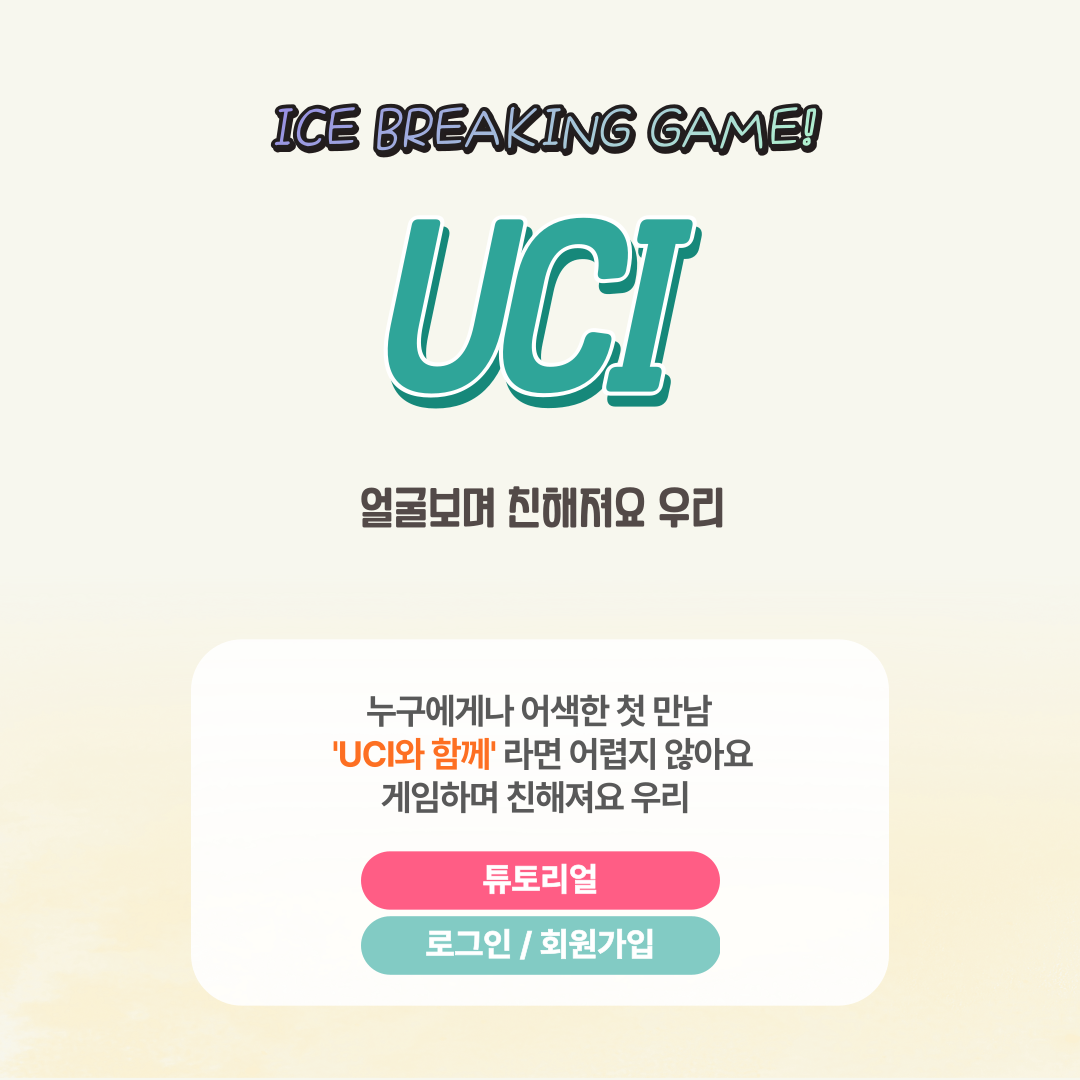 ICE BREAKING GAME!
UCI
얼굴보며 친해져요 우리
누구에게나 어색한 첫 만남
'UCI와 함께' 라면 어렵지 않아요
게임하며 친해져요 우리
튜토리얼
로그인 / 회원가입